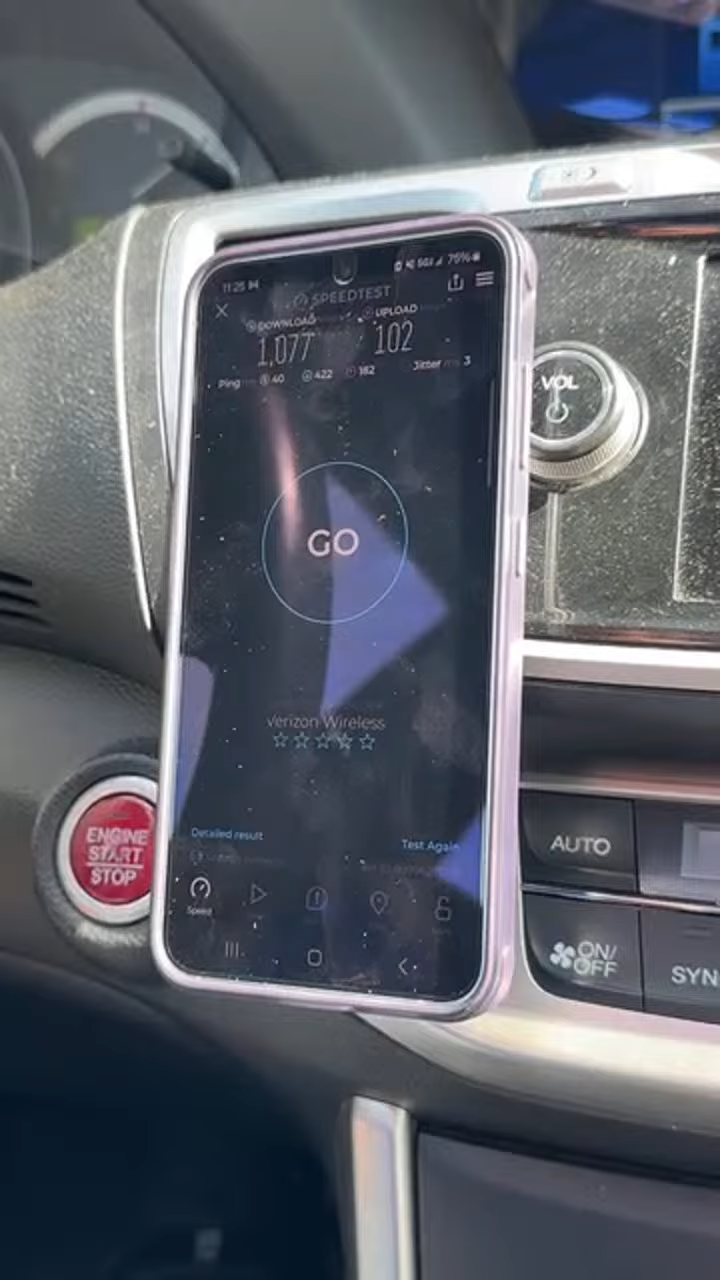 11:25
75%
SPEEDTEST
DOWNLOAD UPLOAD
1,077 102
Ping 40 422 162 Jitter 3
GO
verizon Wireless
Detailed result Test Again
Speed
VOL
ENGINE
START
STOP
AUTO
ON/
OFF
SYN